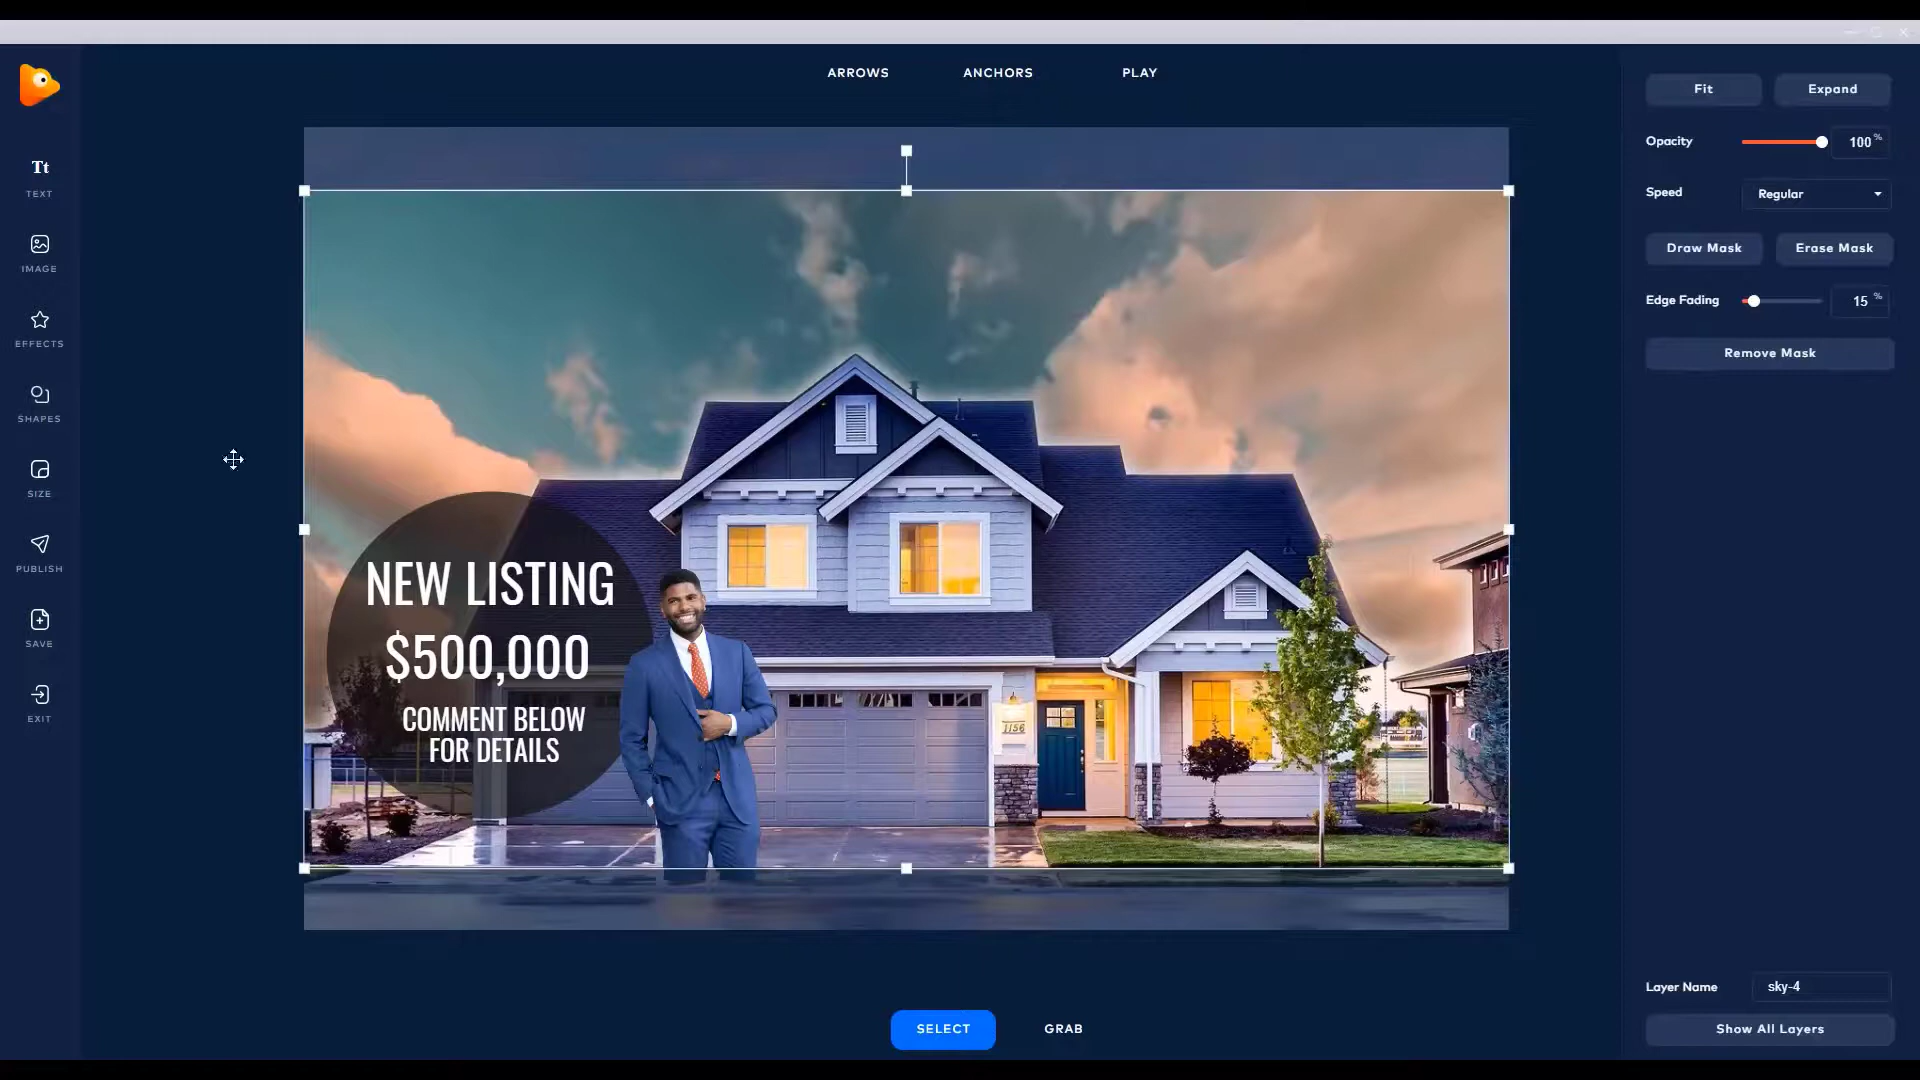 ARROWS
ANCHORS
PLAY
Fit
Expand
Opacity
100 %
Speed
Regular
Draw Mask
Erase Mask
Edge Fading
15 %
Remove Mask
Tt
TEXT
IMAGE
EFFECTS
SHAPES
SIZE
PUBLISH
SAVE
EXIT
NEW LISTING
$500,000
COMMENT BELOW
FOR DETAILS
1156
Layer Name
sky-4
SELECT
GRAB
Show All Layers